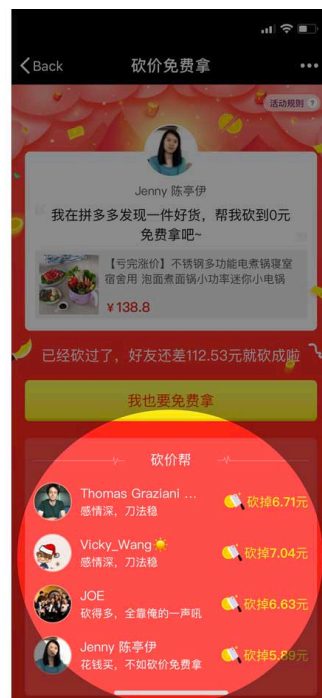 Back
砍价免费拿
活动规则 ?
Jenny 陈亭伊
我在拼多多发现一件好货，帮我砍到0元
免费拿吧~
【亏完涨价】不锈钢多功能电煮锅寝室
宿舍用 泡面煮面锅小功率迷你小电锅
¥138.8
已经砍过了，好友还差112.53元就砍成啦
我也要免费拿
砍价帮
Thomas Graziani ...
感情深，刀法稳
砍掉6.71元
Vicky_Wang☀️
感情深，刀法稳
砍掉7.04元
JOE
砍得多，全靠俺的一声吼
砍掉6.63元
Jenny 陈亭伊
花钱买，不如砍价免费拿
砍掉5.89元